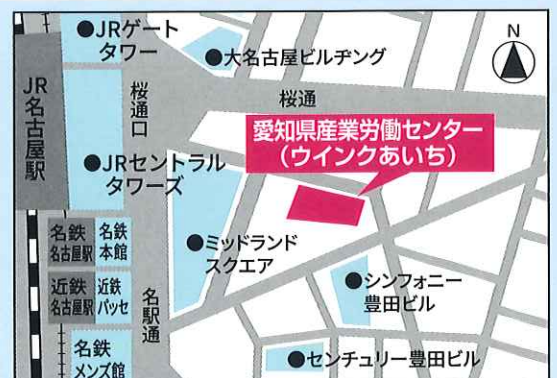 ●JRゲート
タワー
●大名古屋ビルヂング
N
JR名古屋駅
桜通口
桜通
愛知県産業労働センター
(ウインクあいち)
●JRセントラル
タワーズ
名鉄
名古屋駅
名鉄
本館
●ミッドランド
スクエア
近鉄
名古屋駅
近鉄
パッセ
名駅通
●シンフォニー
豊田ビル
名鉄
メンズ館
●センチュリー豊田ビル